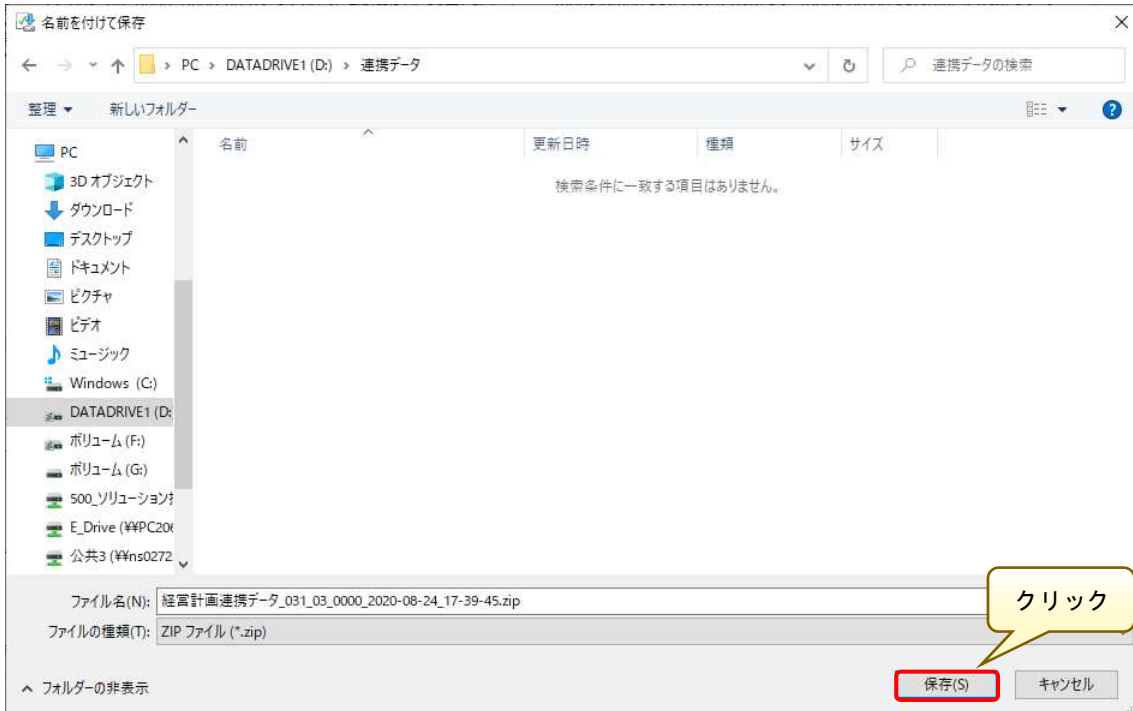 名前を付けて保存
PC > DATADRIVE1 (D:) > 連携データ
連携データの検索
整理 新しいフォルダー
名前 更新日時 種類 サイズ
検索条件に一致する項目はありません。
PC
3D オブジェクト
ダウンロード
デスクトップ
ドキュメント
ピクチャ
ビデオ
ミュージック
Windows (C:)
DATADRIVE1 (D:
ボリューム (F:)
ボリューム (G:)
500_ソリューション
E_Drive (¥¥PC206
公共3 (¥¥ns0272
ファイル名(N): 経営計画連携データ_031_03_0000_2020-08-24_17-39-45.zip
ファイルの種類(T): ZIP ファイル (*.zip)
クリック
フォルダーの非表示
保存(S) キャンセル